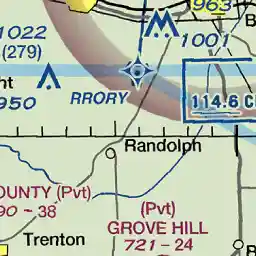 963
1022
(279)
1001
950
RRORY
114.6
Randolph
OUNTY (Pvt)
90 - 38
(Pvt)
GROVE HILL
721 - 24
Trenton